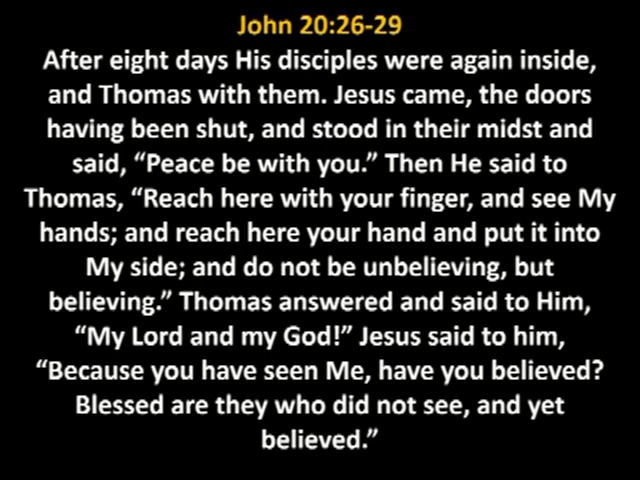 John 20:26-29
After eight days His disciples were again inside,
and Thomas with them. Jesus came, the doors
having been shut, and stood in their midst and
said, “Peace be with you.” Then He said to
Thomas, “Reach here with your finger, and see My
hands; and reach here your hand and put it into
My side; and do not be unbelieving, but
believing.” Thomas answered and said to Him,
“My Lord and my God!” Jesus said to him,
“Because you have seen Me, have you believed?
Blessed are they who did not see, and yet
believed.”